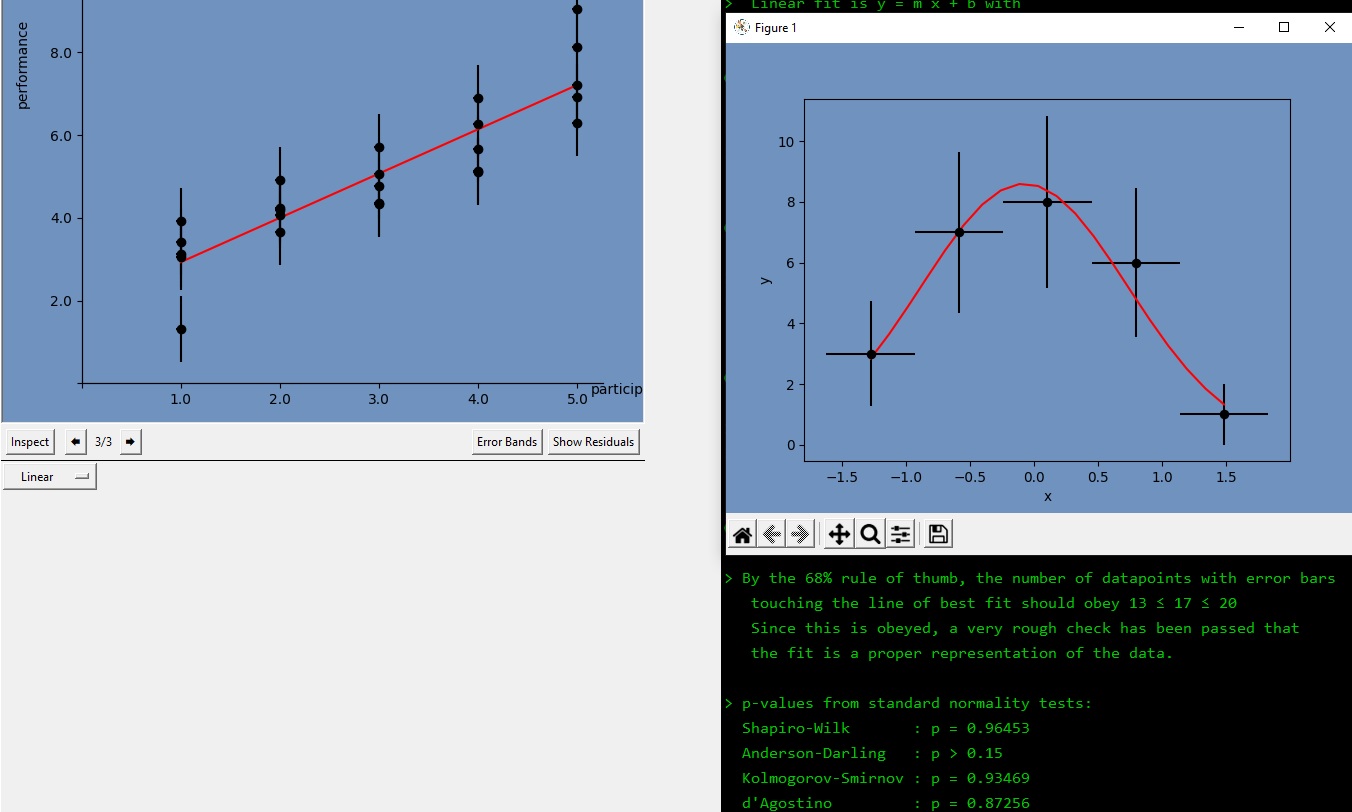 performance
8.0
6.0
4.0
2.0
1.0 2.0 3.0 4.0 5.0
particip
Inspect 3/3 Error Bands Show Residuals
Linear
> Linear fit is y = m x + b with
Figure 1
10
8
6
4
2
0
y
−1.5 −1.0 −0.5 0.0 0.5 1.0 1.5
x
> By the 68% rule of thumb, the number of datapoints with error bars
touching the line of best fit should obey 13 ≤ 17 ≤ 20
Since this is obeyed, a very rough check has been passed that
the fit is a proper representation of the data.
> p-values from standard normality tests:
Shapiro-Wilk : p = 0.96453
Anderson-Darling : p > 0.15
Kolmogorov-Smirnov : p = 0.93469
d'Agostino : p = 0.87256